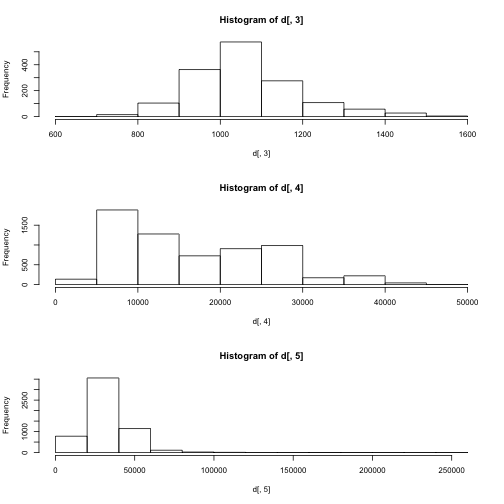 Histogram of d[, 3]
Frequency
0 200 400
600 800 1000 1200 1400 1600
d[, 3]
Histogram of d[, 4]
Frequency
0 500 1500
0 10000 20000 30000 40000 50000
d[, 4]
Histogram of d[, 5]
Frequency
0 1000 2500
0 50000 100000 150000 200000 250000
d[, 5]